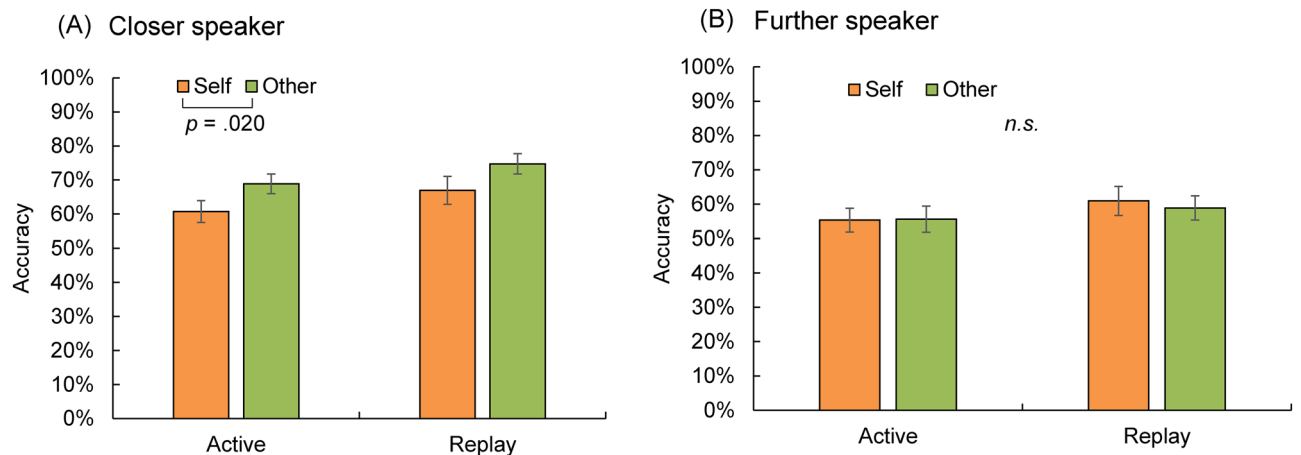 (A) Closer speaker
Self Other
p = .020
100%
90%
80%
70%
60%
50%
40%
30%
20%
10%
0%
Accuracy
Active Replay
(B) Further speaker
Self Other
n.s.
100%
90%
80%
70%
60%
50%
40%
30%
20%
10%
0%
Accuracy
Active Replay